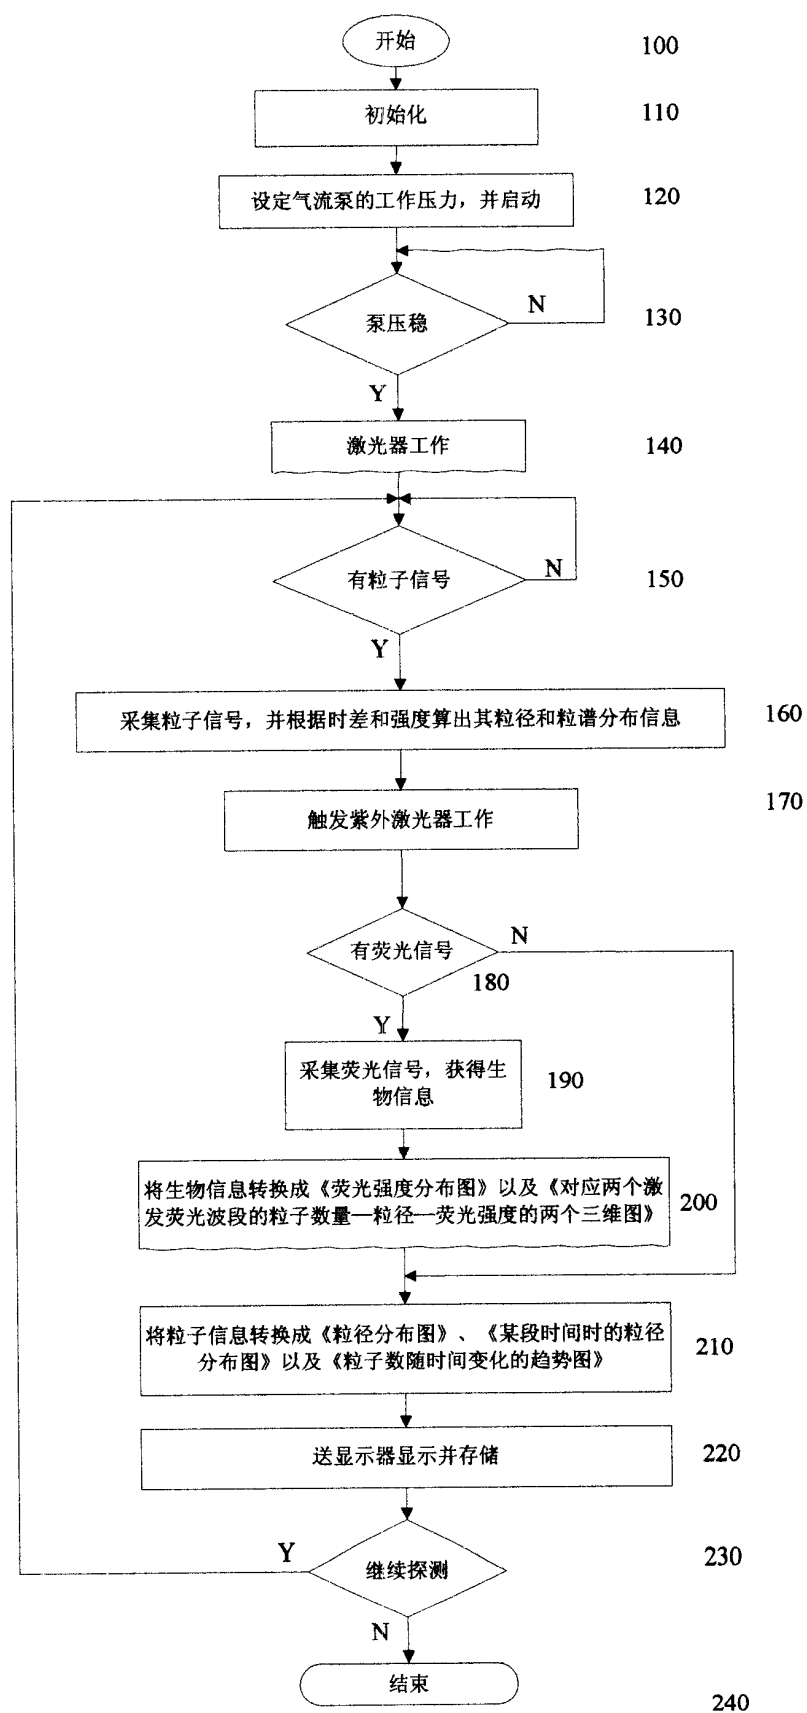 开始
100
初始化
110
设定气流泵的工作压力，并启动
120
泵压稳
N
130
Y
激光器工作
140
有粒子信号
N
150
Y
采集粒子信号，并根据时差和强度算出其粒径和粒谱分布信息
160
触发紫外激光器工作
170
有荧光信号
N
180
Y
采集荧光信号，获得生
物信息
190
将生物信息转换成《荧光强度分布图》以及《对应两个激
发荧光波段的粒子数量—粒径—荧光强度的两个三维图》
200
将粒子信息转换成《粒径分布图》、《某段时间时的粒径
分布图》以及《粒子数随时间变化的趋势图》
210
送显示器显示并存储
220
Y
继续探测
230
N
结束
240